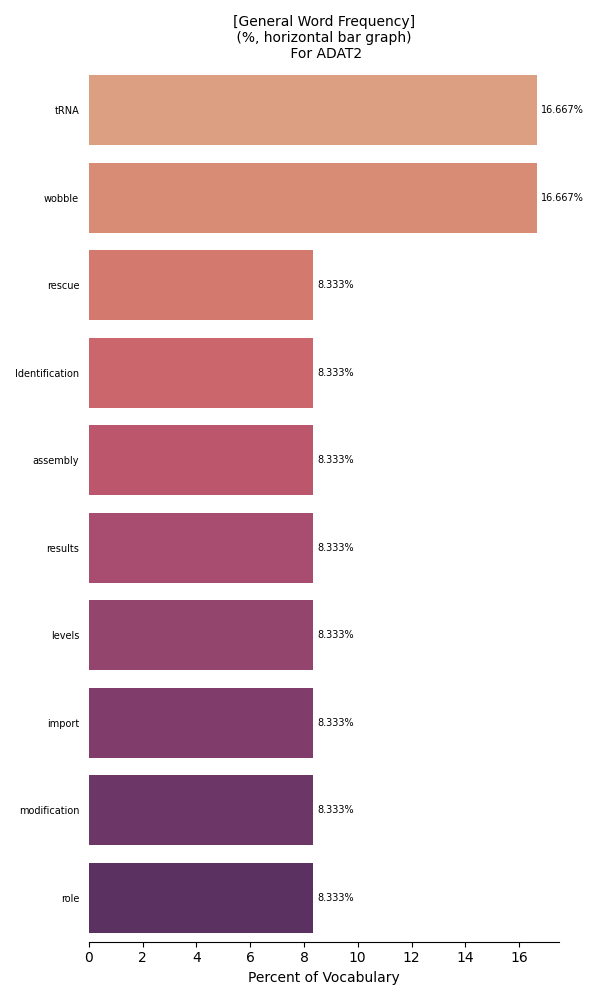 [General Word Frequency]
(%, horizontal bar graph)
For ADAT2
tRNA 16.667%
wobble 16.667%
rescue 8.333%
Identification 8.333%
assembly 8.333%
results 8.333%
levels 8.333%
import 8.333%
modification 8.333%
role 8.333%
0 2 4 6 8 10 12 14 16
Percent of Vocabulary